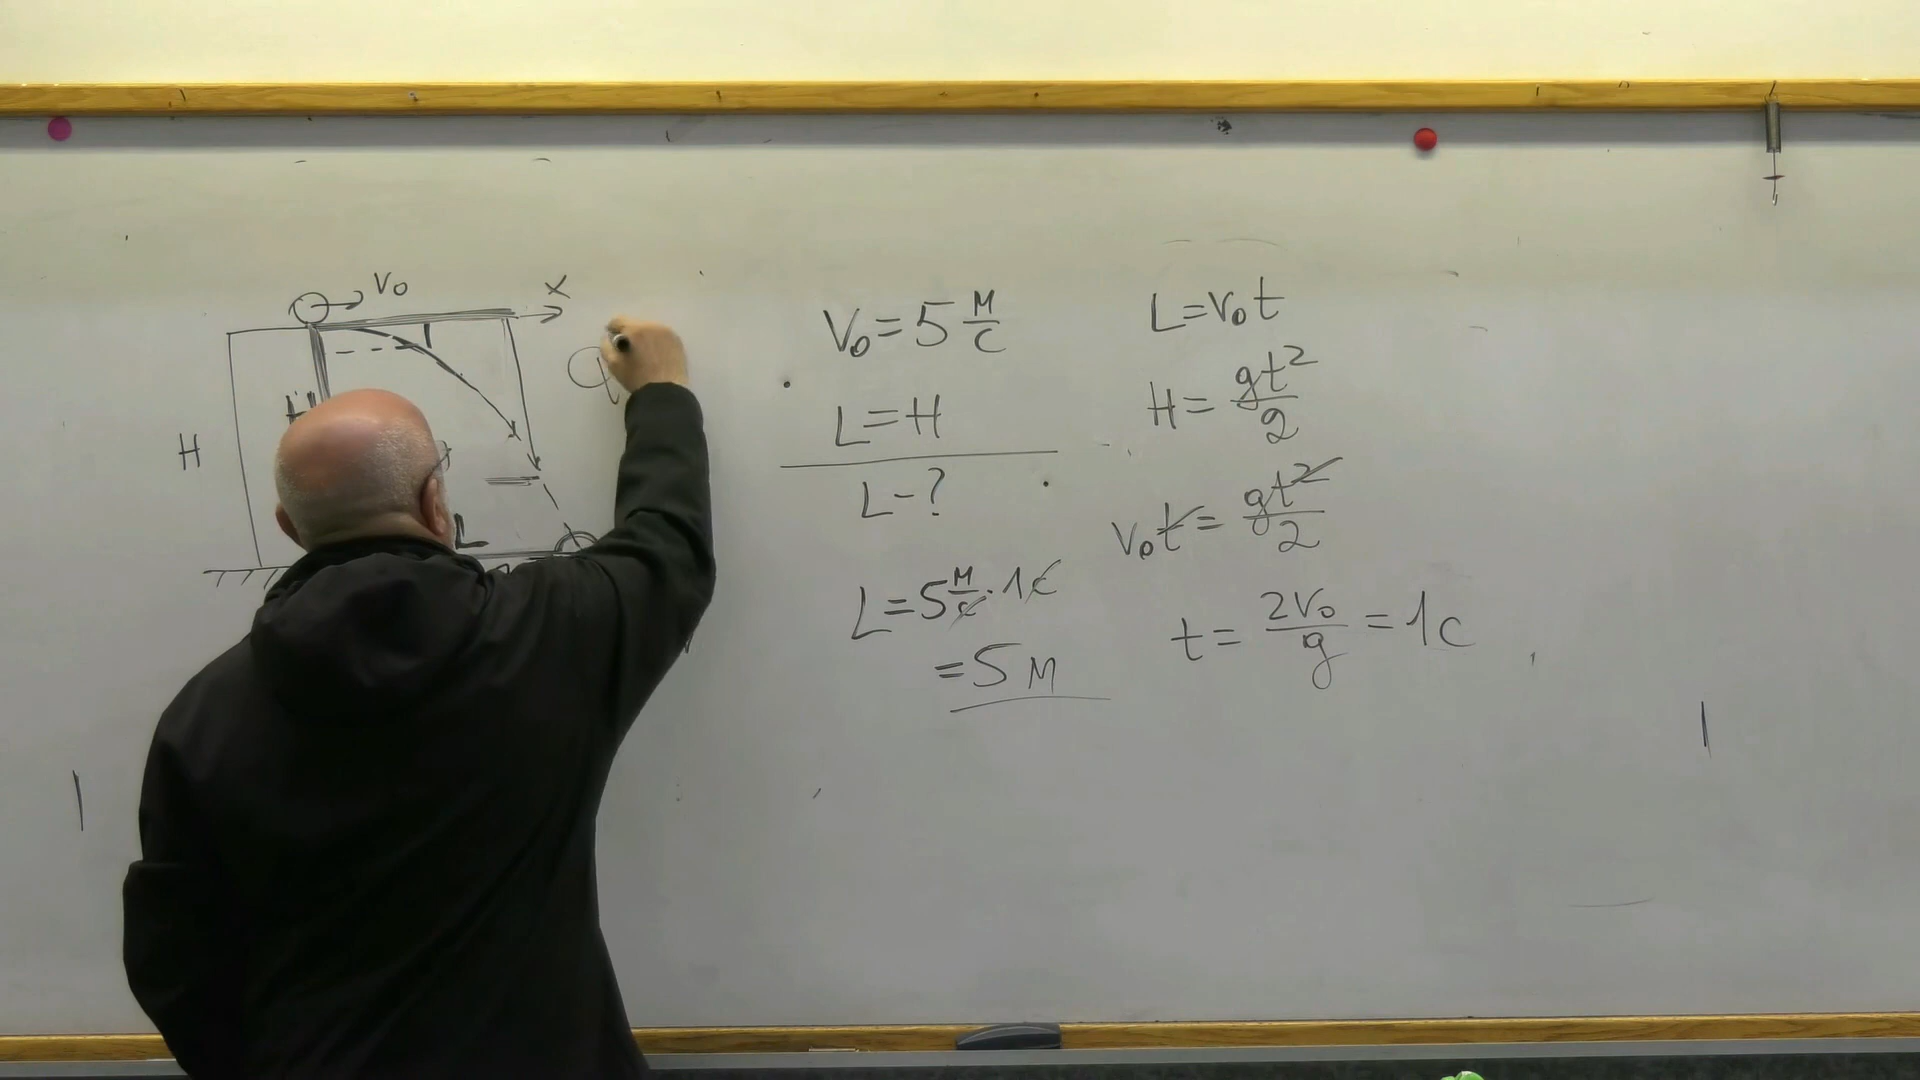 V₀
x
H
H
L
V₀ = 5 м/с
L = H
L - ?
L = 5 м/с · 1с
= 5 м
L = V₀t
H = gt²/2
V₀t = gt²/2
t = 2V₀/g = 1с